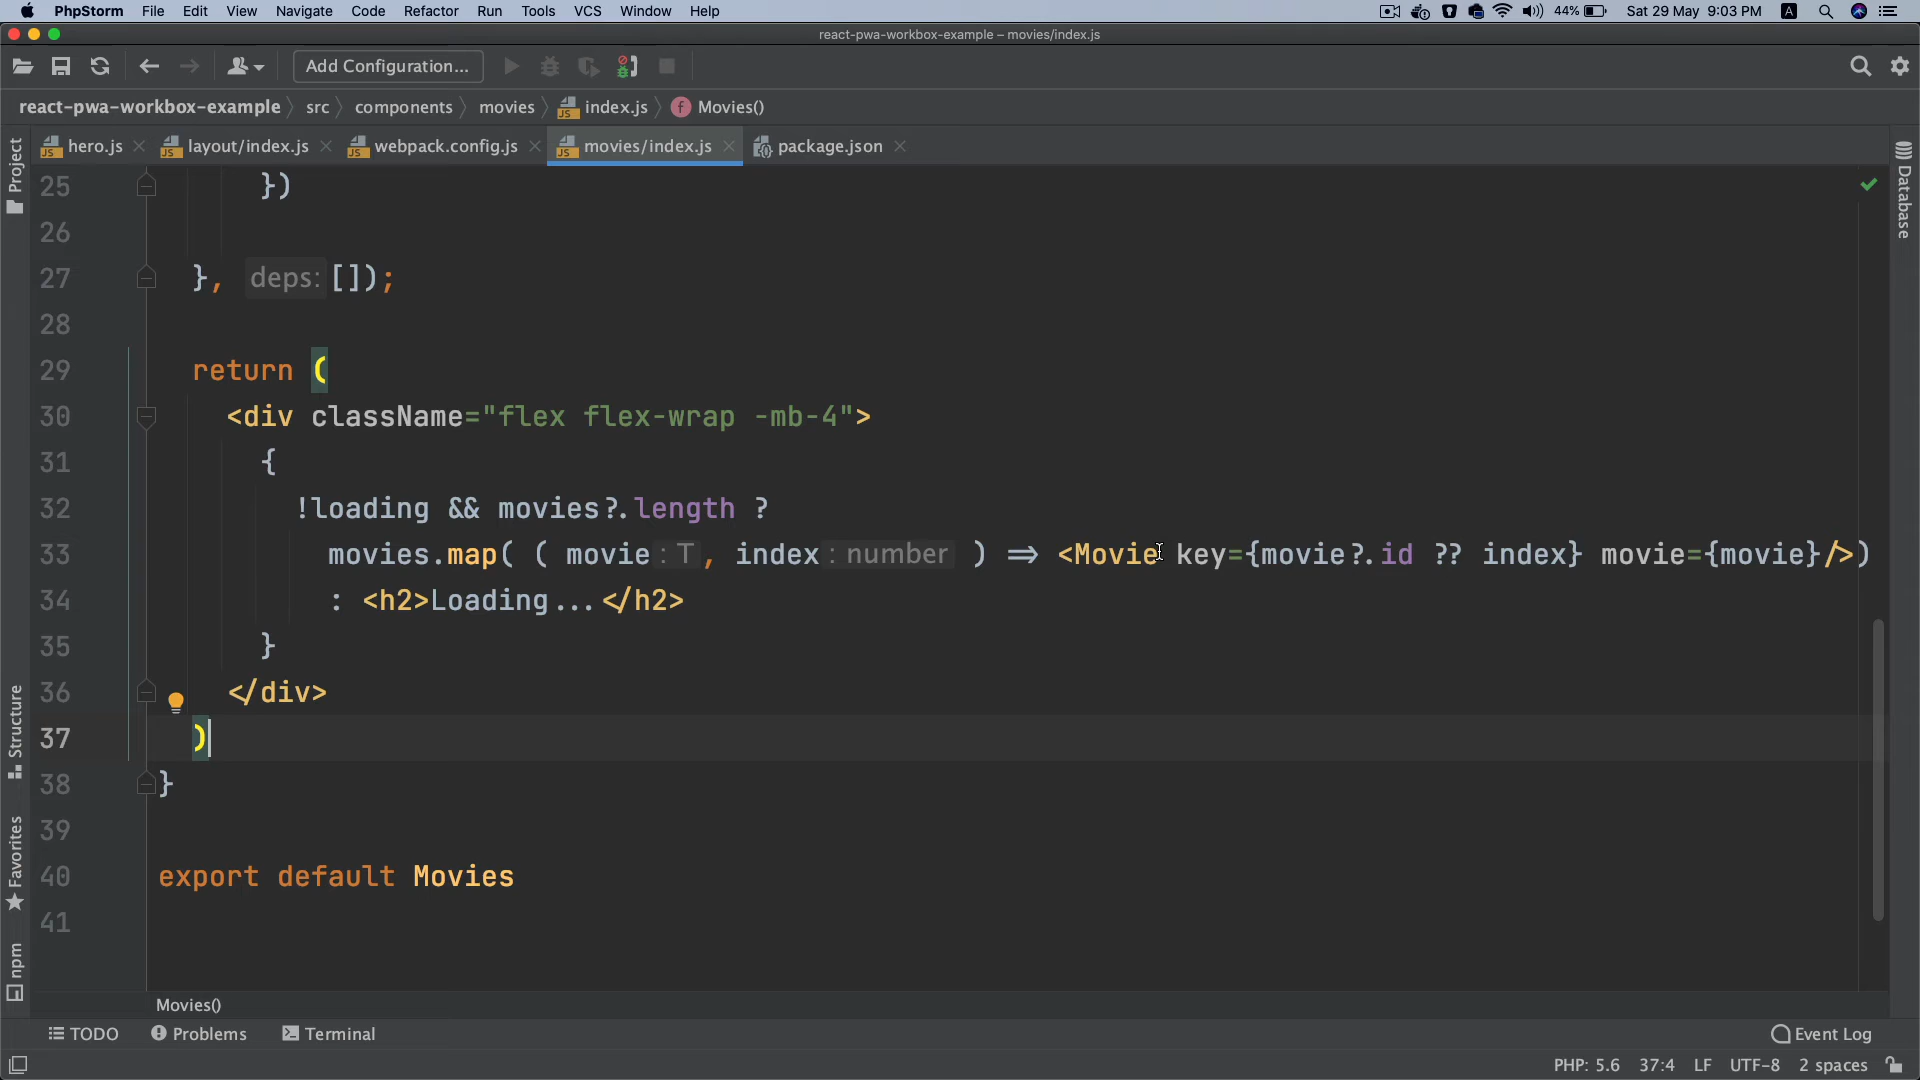 PhpStorm File Edit View Navigate Code Refactor Run Tools VCS Window Help 44% Sat 29 May 9:03 PM A
react-pwa-workbox-example – movies/index.js
Add Configuration...
react-pwa-workbox-example src components movies index.js f Movies()
hero.js layout/index.js webpack.config.js movies/index.js package.json
Project
Structure
Favorites
npm
Database
25 })
26
27 }, deps: []);
28
29 return (
30 <div className="flex flex-wrap -mb-4">
31 {
32 !loading && movies?.length ?
33 movies.map( ( movie : T , index : number ) => <Movie key={movie?.id ?? index} movie={movie}/>)
34 : <h2>Loading...</h2>
35 }
36 </div>
37 )
38 }
39
40 export default Movies
41
Movies()
TODO Problems Terminal Event Log
PHP: 5.6 37:4 LF UTF-8 2 spaces